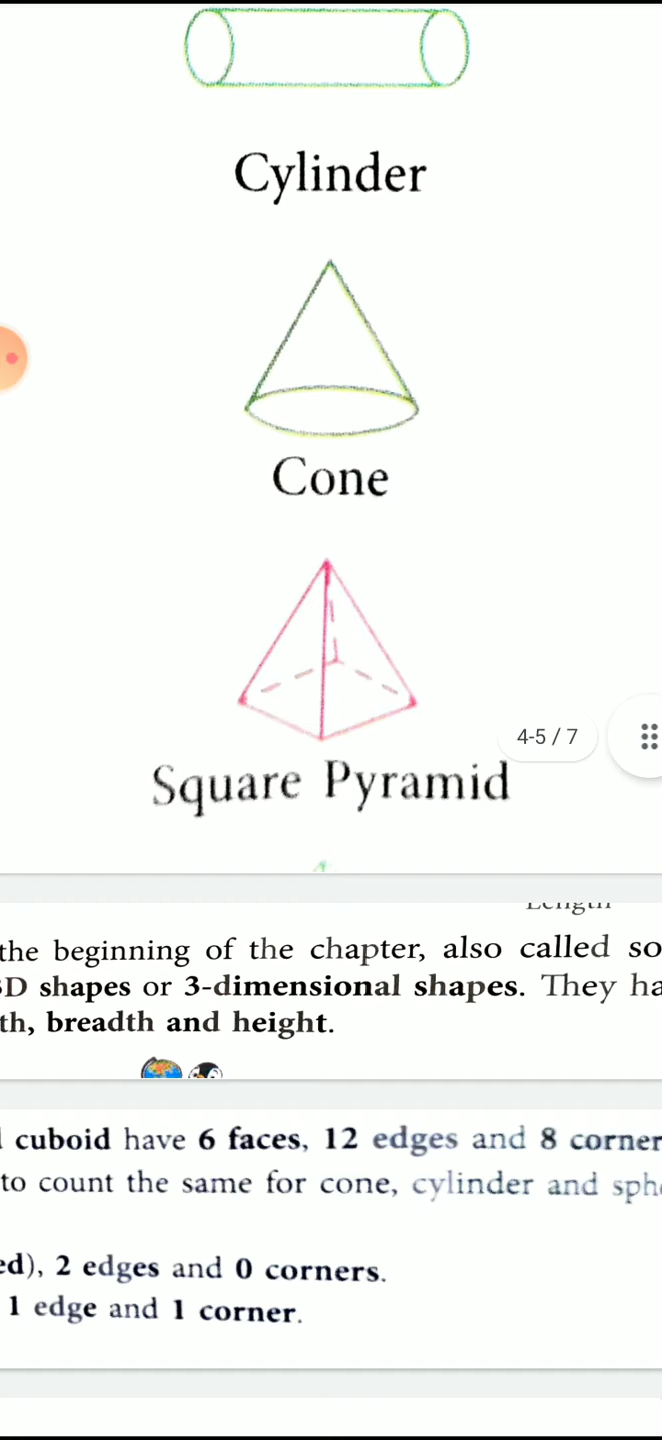 Cylinder
Cone
4-5 / 7
Square Pyramid
Length
the beginning of the chapter, also called so
3D shapes or 3-dimensional shapes. They ha
th, breadth and height.
cuboid have 6 faces, 12 edges and 8 corner
to count the same for cone, cylinder and sph
ed), 2 edges and 0 corners.
1 edge and 1 corner.